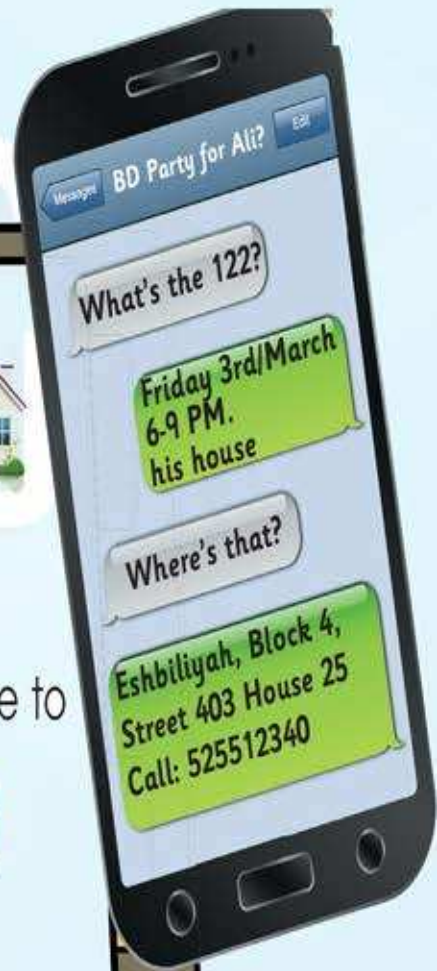 Messages
BD Party for Ali?
Edit
What's the 122?
Friday 3rd/March
6-9 PM.
his house
Where's that?
Eshbiliyah, Block 4,
Street 403 House 25
Call: 525512340
e to